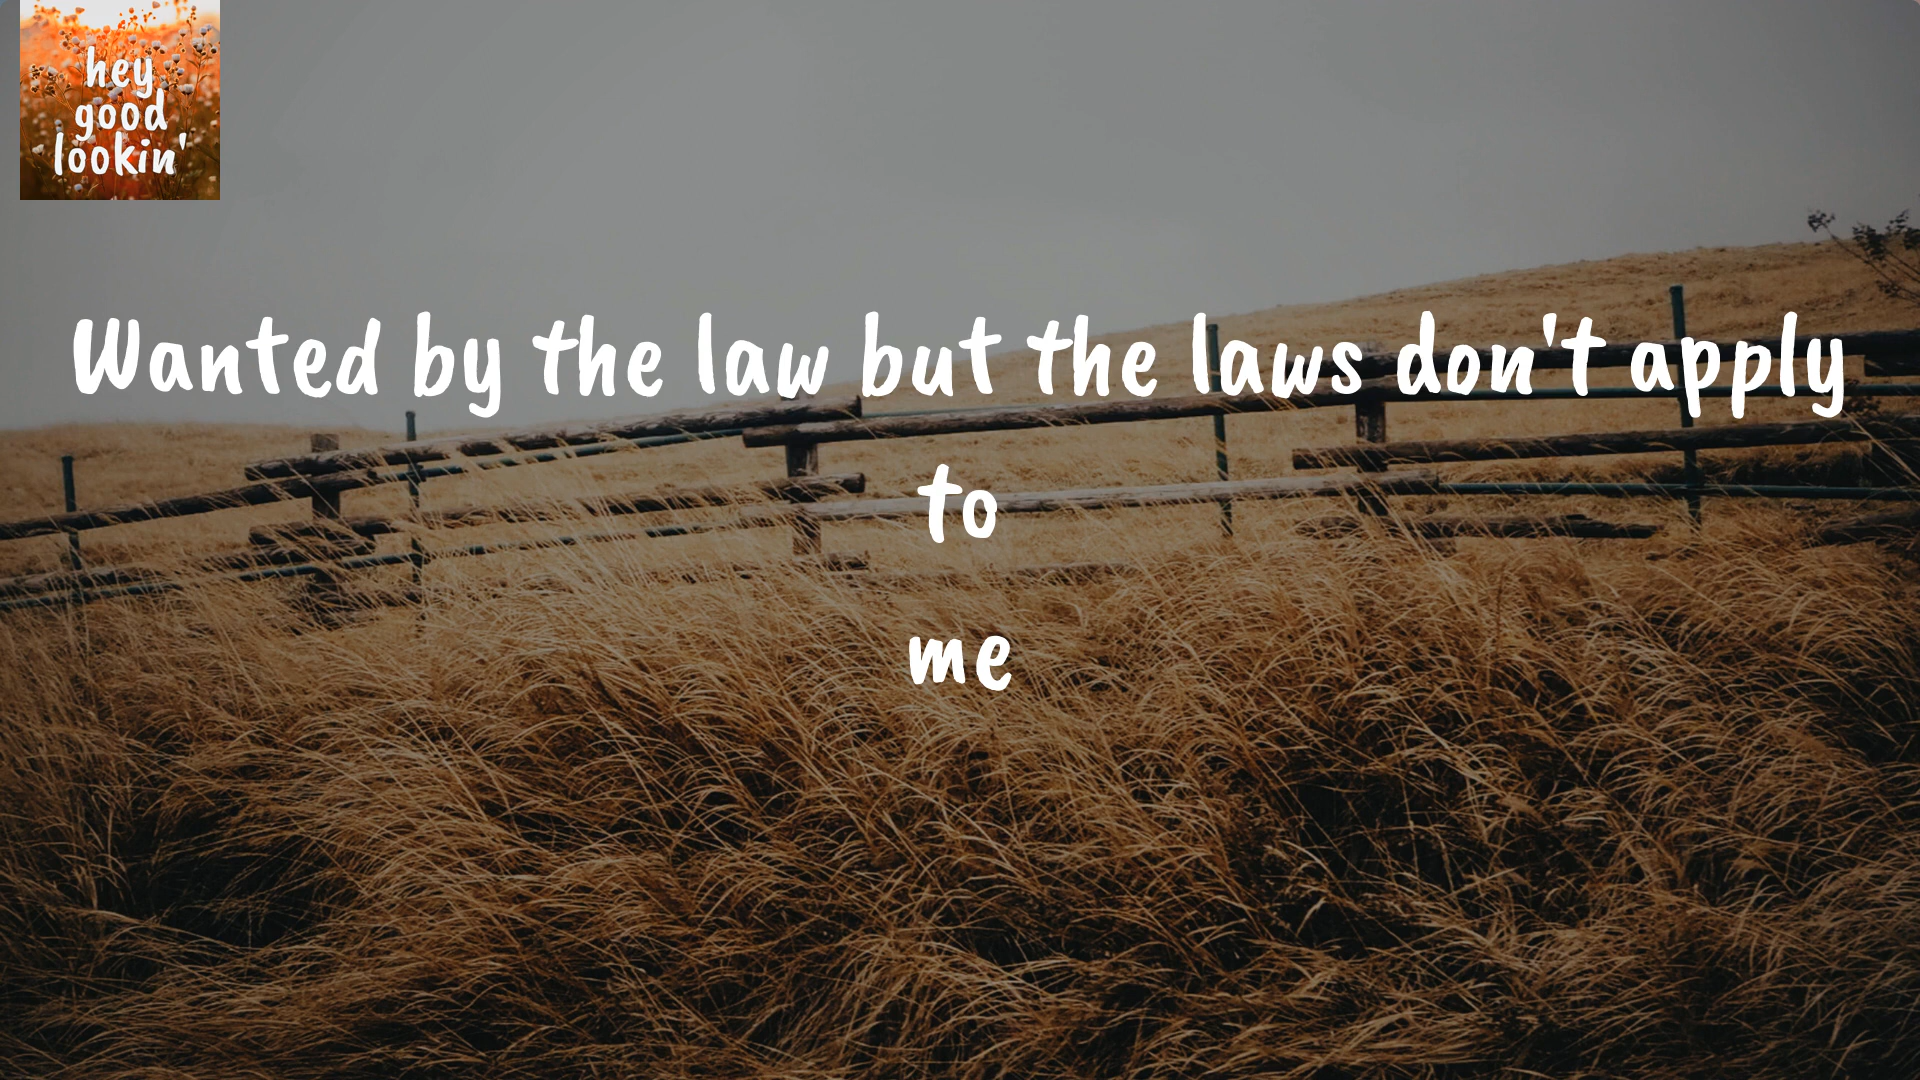 hey
good
lookin'
Wanted by the law but the laws don't apply
to
me